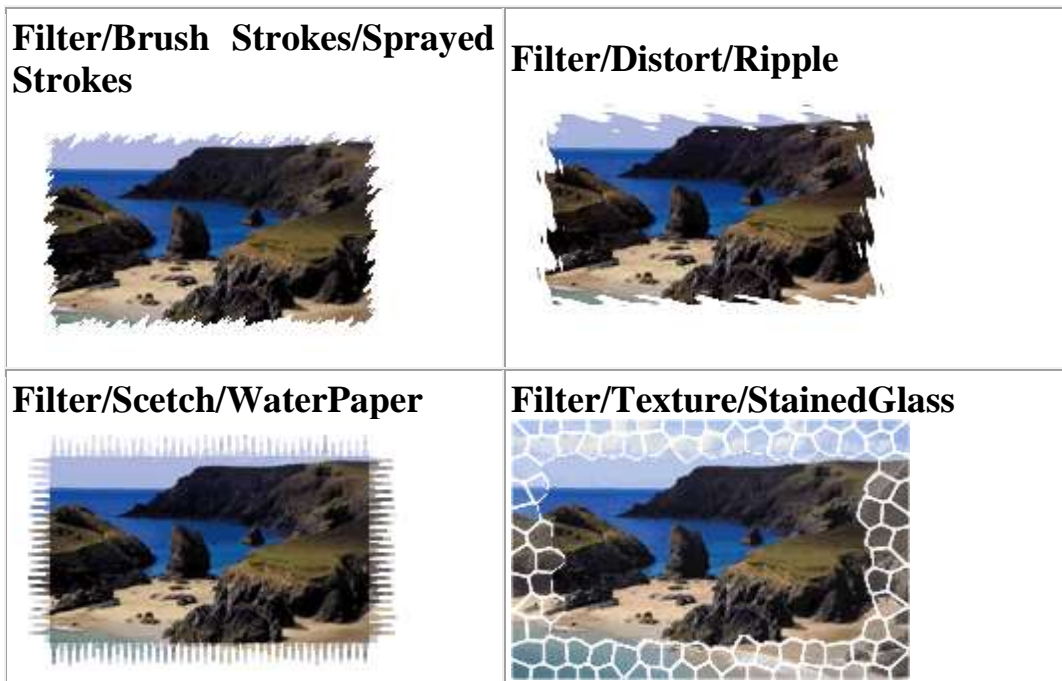 Filter/Brush Strokes/Sprayed
Strokes
Filter/Distort/Ripple
Filter/Scetch/WaterPaper
Filter/Texture/StainedGlass